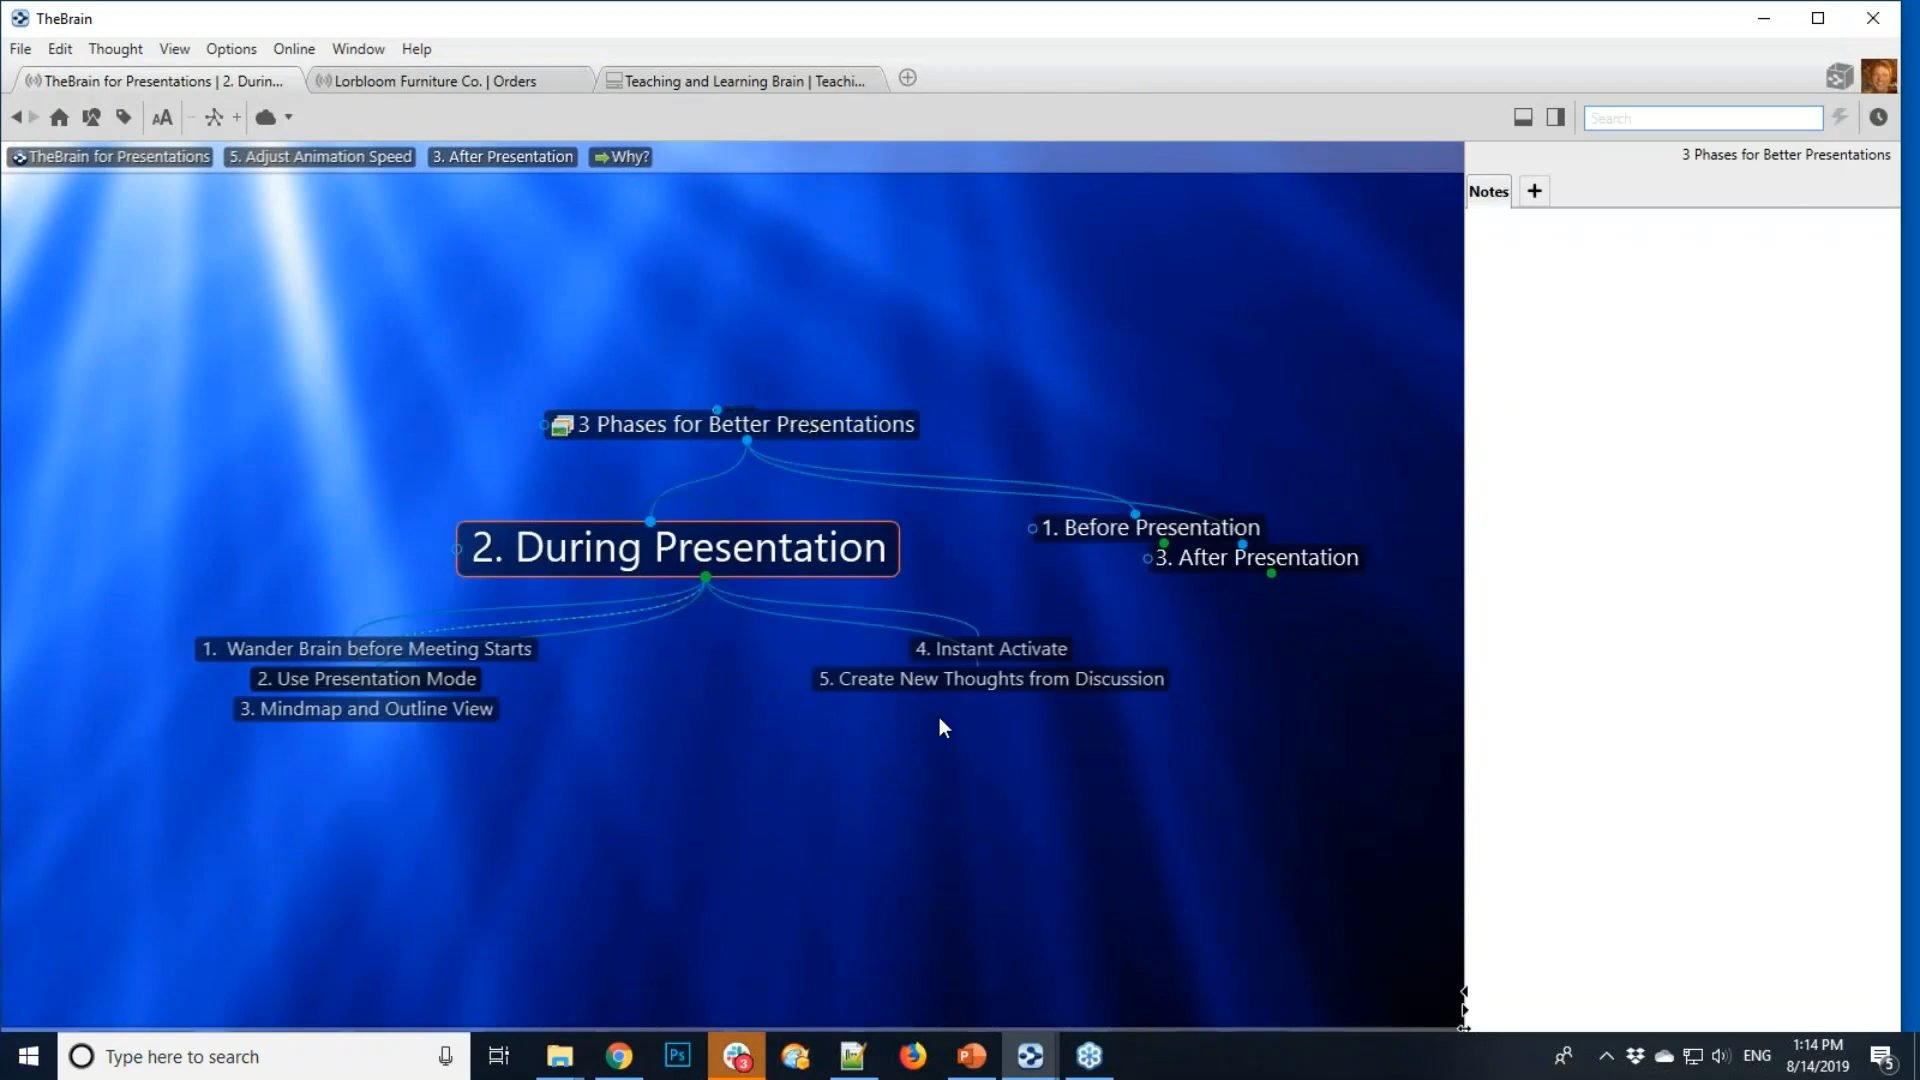 TheBrain
File Edit Thought View Options Online Window Help
TheBrain for Presentations | 2. Durin... Lorbloom Furniture Co. | Orders Teaching and Learning Brain | Teachi...
AA Search
TheBrain for Presentations 5. Adjust Animation Speed 3. After Presentation Why? 3 Phases for Better Presentations
Notes
3 Phases for Better Presentations
1. Before Presentation
2. During Presentation
3. After Presentation
1. Wander Brain before Meeting Starts
2. Use Presentation Mode
3. Mindmap and Outline View
4. Instant Activate
5. Create New Thoughts from Discussion
Type here to search
Ps
3
P
ENG
1:14 PM
8/14/2019
5